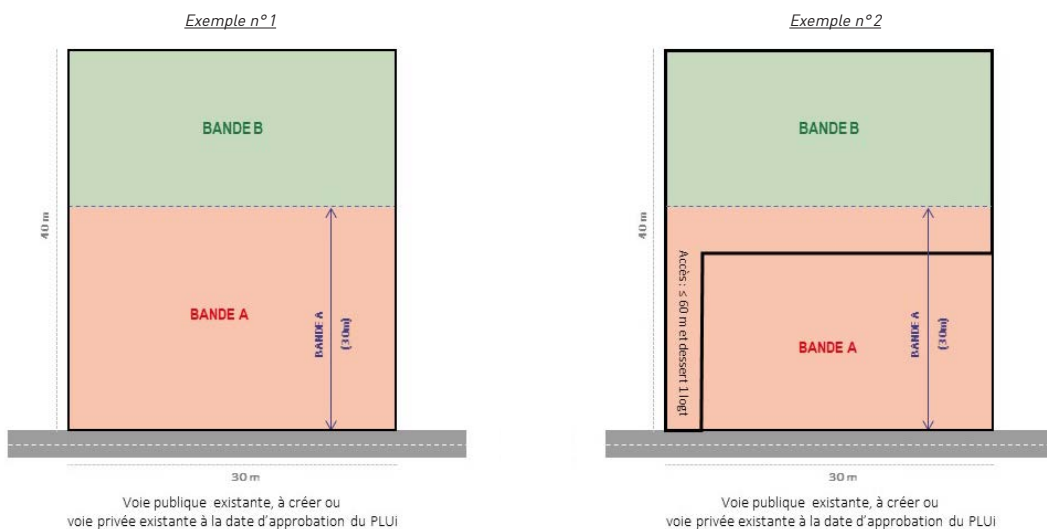 Exemple n°1
BANDE B
40 m
BANDE A
BANDE A
(30m)
30 m
Voie publique existante, à créer ou
voie privée existante à la date d'approbation du PLUi
Exemple n°2
BANDE B
40 m
Accès : ≤ 60 m et dessert 1 logt
BANDE A
BANDE A
(30m)
30 m
Voie publique existante, à créer ou
voie privée existante à la date d'approbation du PLUi